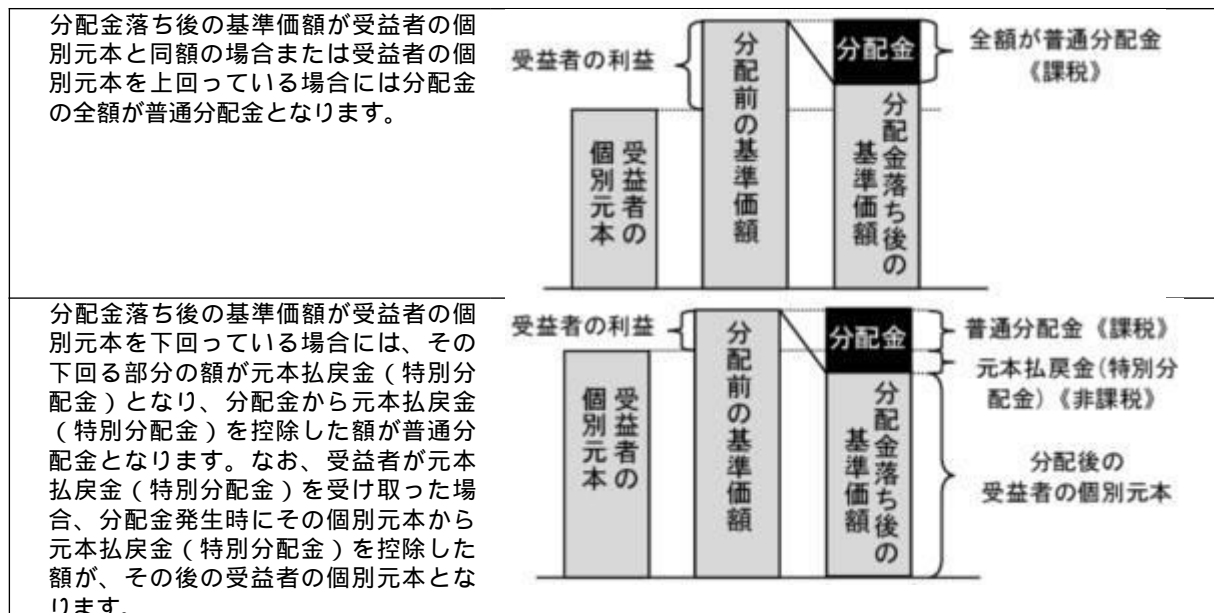 分配金落ち後の基準価額が受益者の個
別元本と同額の場合または受益者の個
別元本を上回っている場合には分配金
の全額が普通分配金となります。
受益者の利益
分配前の基準価額
分配金
全額が普通分配金
《課税》
受益者の
個別元本
分配金落ち後の
基準価額
分配金落ち後の基準価額が受益者の個
別元本を下回っている場合には、その
下回る部分の額が元本払戻金（特別分
配金）となり、分配金から元本払戻金
（特別分配金）を控除した額が普通分
配金となります。なお、受益者が元本
払戻金（特別分配金）を受け取った場
合、分配金発生時にその個別元本から
元本払戻金（特別分配金）を控除した
額が、その後の受益者の個別元本とな
ります。
受益者の利益
分配前の基準価額
分配金
普通分配金《課税》
元本払戻金(特別分
配金)《非課税》
受益者の
個別元本
分配金落ち後の
基準価額
分配後の
受益者の個別元本